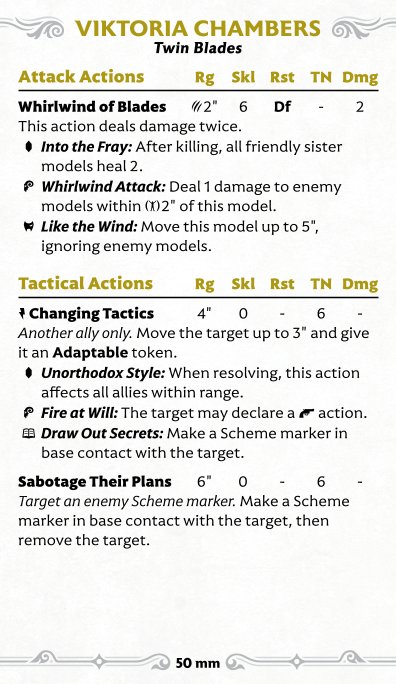 VIKTORIA CHAMBERS
Twin Blades
Attack Actions Rg Skl Rst TN Dmg
Whirlwind of Blades 2" 6 Df - 2
This action deals damage twice.
Into the Fray: After killing, all friendly sister
models heal 2.
Whirlwind Attack: Deal 1 damage to enemy
models within 2" of this model.
Like the Wind: Move this model up to 5",
ignoring enemy models.
Tactical Actions Rg Skl Rst TN Dmg
Changing Tactics 4" 0 - 6 -
Another ally only. Move the target up to 3" and give
it an Adaptable token.
Unorthodox Style: When resolving, this action
affects all allies within range.
Fire at Will: The target may declare a action.
Draw Out Secrets: Make a Scheme marker in
base contact with the target.
Sabotage Their Plans 6" 0 - 6 -
Target an enemy Scheme marker. Make a Scheme
marker in base contact with the target, then
remove the target.
50 mm